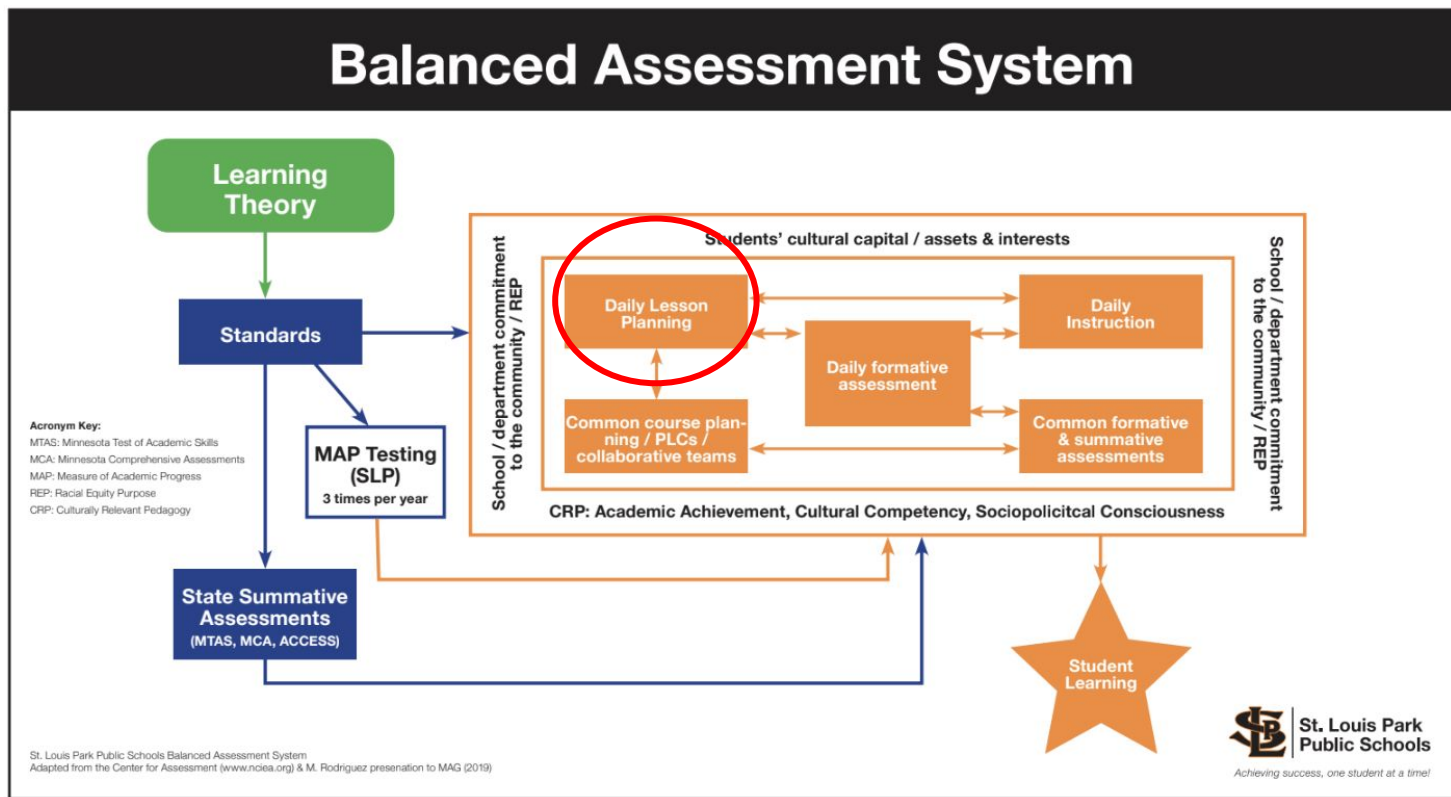 Balanced Assessment System
Learning
Theory
Standards
Acronym Key:
MTAS: Minnesota Test of Academic Skills
MCA: Minnesota Comprehensive Assessments
MAP: Measure of Academic Progress
REP: Racial Equity Purpose
CRP: Culturally Relevant Pedagogy
MAP Testing
(SLP)
3 times per year
State Summative
Assessments
(MTAS, MCA, ACCESS)
Students' cultural capital / assets & interests
School / department commitment
to the community / REP
Daily Lesson
Planning
Daily
Instruction
Daily formative
assessment
Common course plan-
ning / PLCs /
collaborative teams
Common formative
& summative
assessments
School / department commitment
to the community / REP
CRP: Academic Achievement, Cultural Competency, Sociopolicitcal Consciousness
Student
Learning
St. Louis Park Public Schools Balanced Assessment System
Adapted from the Center for Assessment (www.nciea.org) & M. Rodriguez presenation to MAG (2019)
SLP
St. Louis Park
Public Schools
Achieving success, one student at a time!